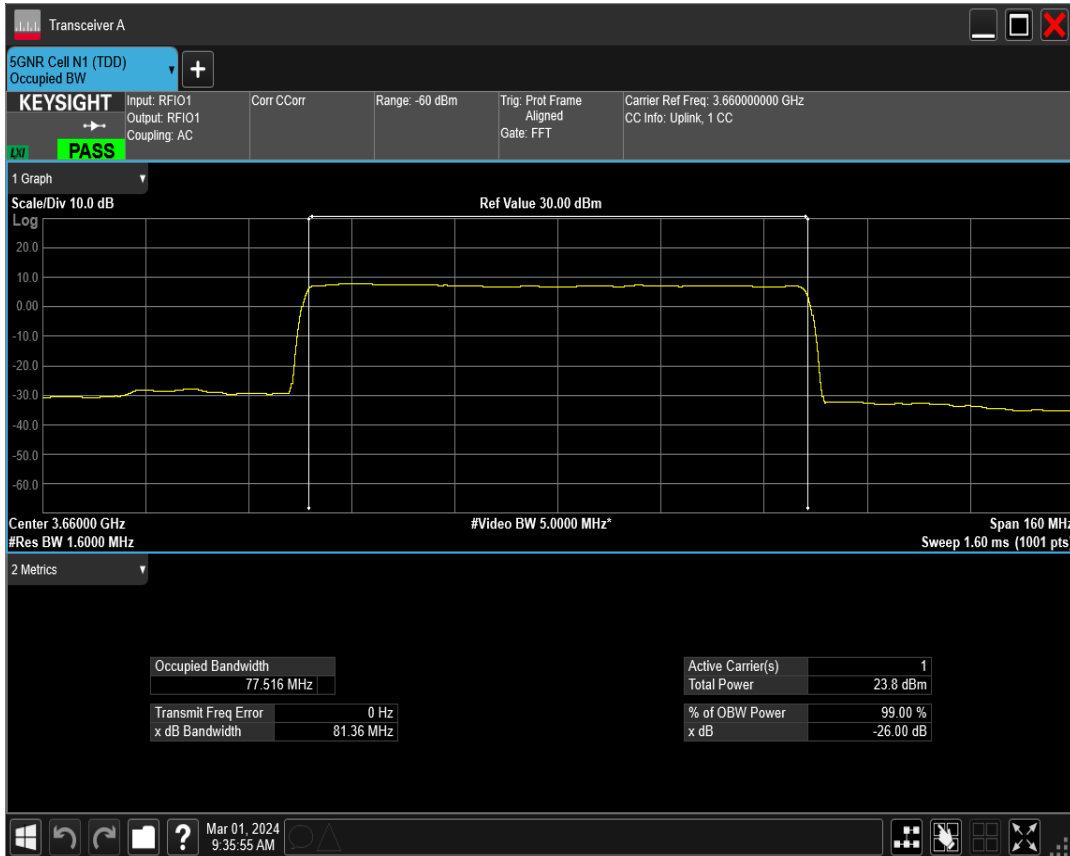 Transceiver A
5GNR Cell N1 (TDD)
Occupied BW
+
KEYSIGHT
LXI
PASS
Input: RFIO1
Output: RFIO1
Coupling: AC
Corr CCorr
Range: -60 dBm
Trig: Prot Frame
Aligned
Gate: FFT
Carrier Ref Freq: 3.660000000 GHz
CC Info: Uplink, 1 CC
1 Graph
Scale/Div 10.0 dB
Ref Value 30.00 dBm
Log
20.0
10.0
0.00
-10.0
-20.0
-30.0
-40.0
-50.0
-60.0
Center 3.66000 GHz
#Video BW 5.0000 MHz*
Span 160 MHz
#Res BW 1.6000 MHz
Sweep 1.60 ms (1001 pts)
2 Metrics
Occupied Bandwidth
77.516 MHz
Transmit Freq Error 0 Hz
x dB Bandwidth 81.36 MHz
Active Carrier(s) 1
Total Power 23.8 dBm
% of OBW Power 99.00 %
x dB -26.00 dB
?
Mar 01, 2024
9:35:55 AM